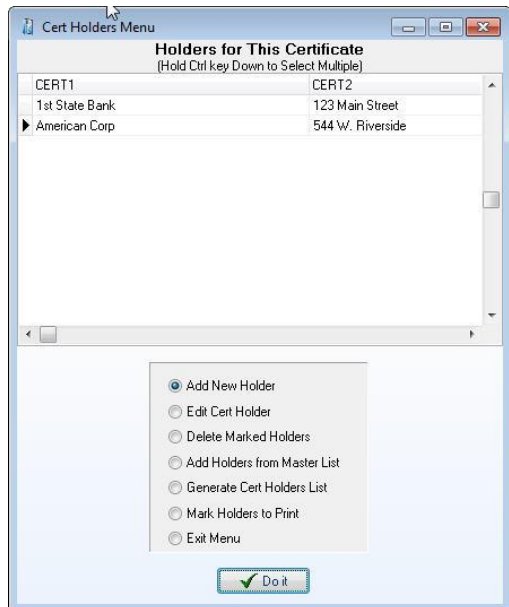 Cert Holders Menu
Holders for This Certificate
(Hold Ctrl key Down to Select Multiple)
CERT1 CERT2
1st State Bank 123 Main Street
American Corp 544 W. Riverside
Add New Holder
Edit Cert Holder
Delete Marked Holders
Add Holders from Master List
Generate Cert Holders List
Mark Holders to Print
Exit Menu
Do it